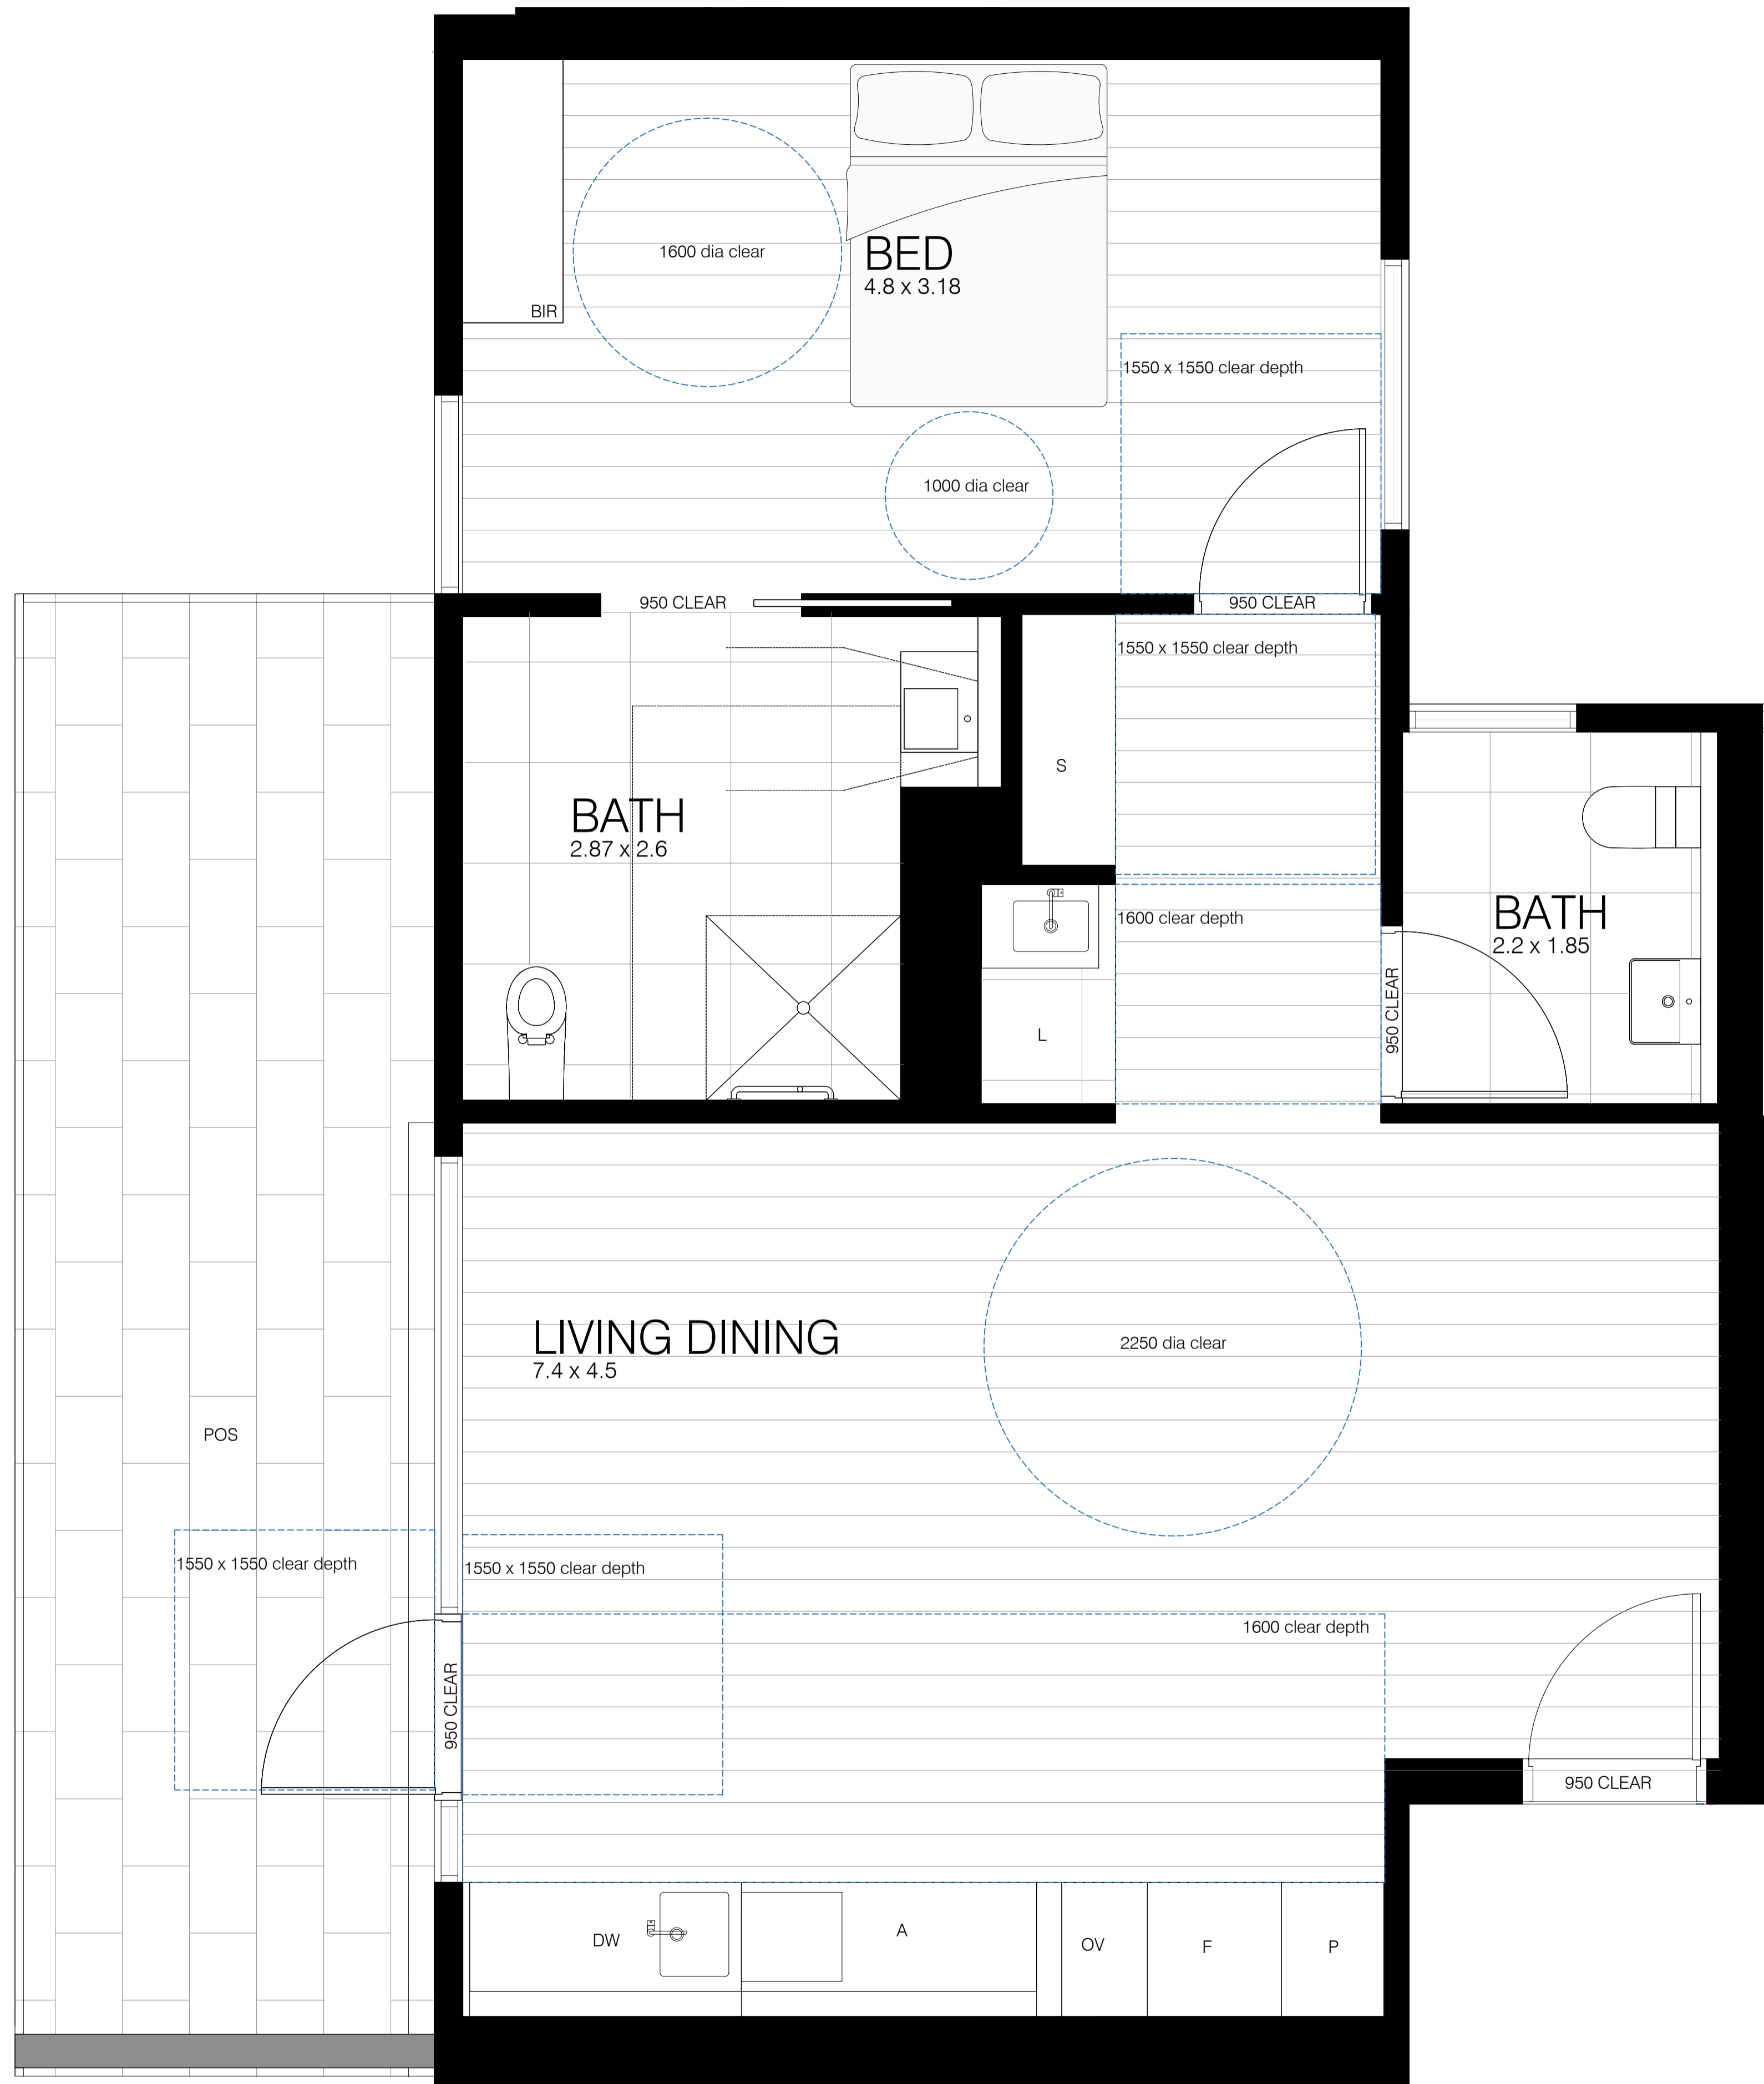 1600 dia clear
BED
4.8 x 3.18
BIR
1550 x 1550 clear depth
1000 dia clear
950 CLEAR
950 CLEAR
1550 x 1550 clear depth
S
BATH
2.87 x 2.6
1600 clear depth
BATH
2.2 x 1.85
950 CLEAR
L
LIVING DINING
7.4 x 4.5
2250 dia clear
POS
1550 x 1550 clear depth
1550 x 1550 clear depth
1600 clear depth
950 CLEAR
950 CLEAR
DW
A
OV
F
P